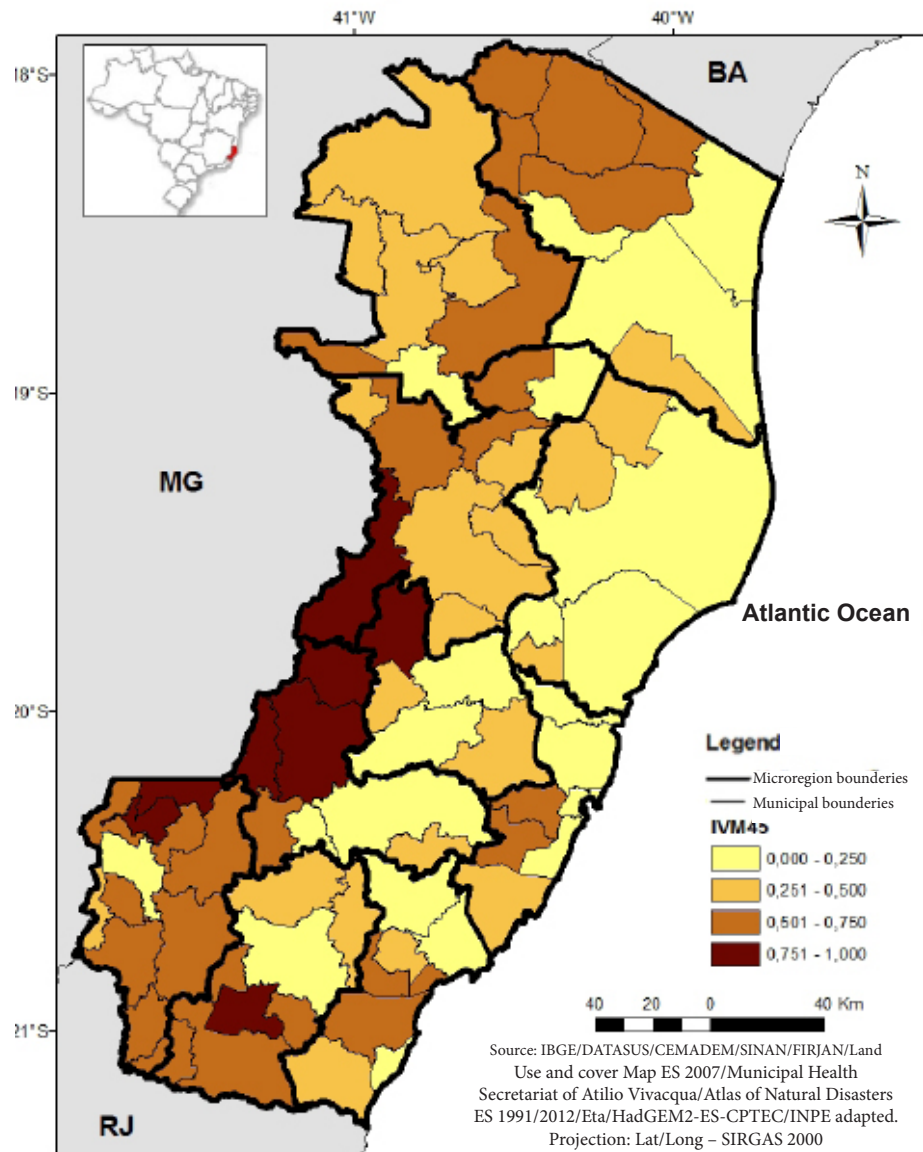 41°W 40°W
18°S
BA
N
19°S
MG
Atlantic Ocean
20°S
Legend
Microregion bounderies
Municipal bounderies
IVM45
0,000 - 0,250
0,251 - 0,500
0,501 - 0,750
0,751 - 1,000
40 20 0 40 Km
21°S
Source: IBGE/DATASUS/CEMADEM/SINAN/FIRJAN/Land
Use and cover Map ES 2007/Municipal Health
Secretariat of Atilio Vivacqua/Atlas of Natural Disasters
ES 1991/2012/Eta/HadGEM2-ES-CPTEC/INPE adapted.
Projection: Lat/Long – SIRGAS 2000
RJ